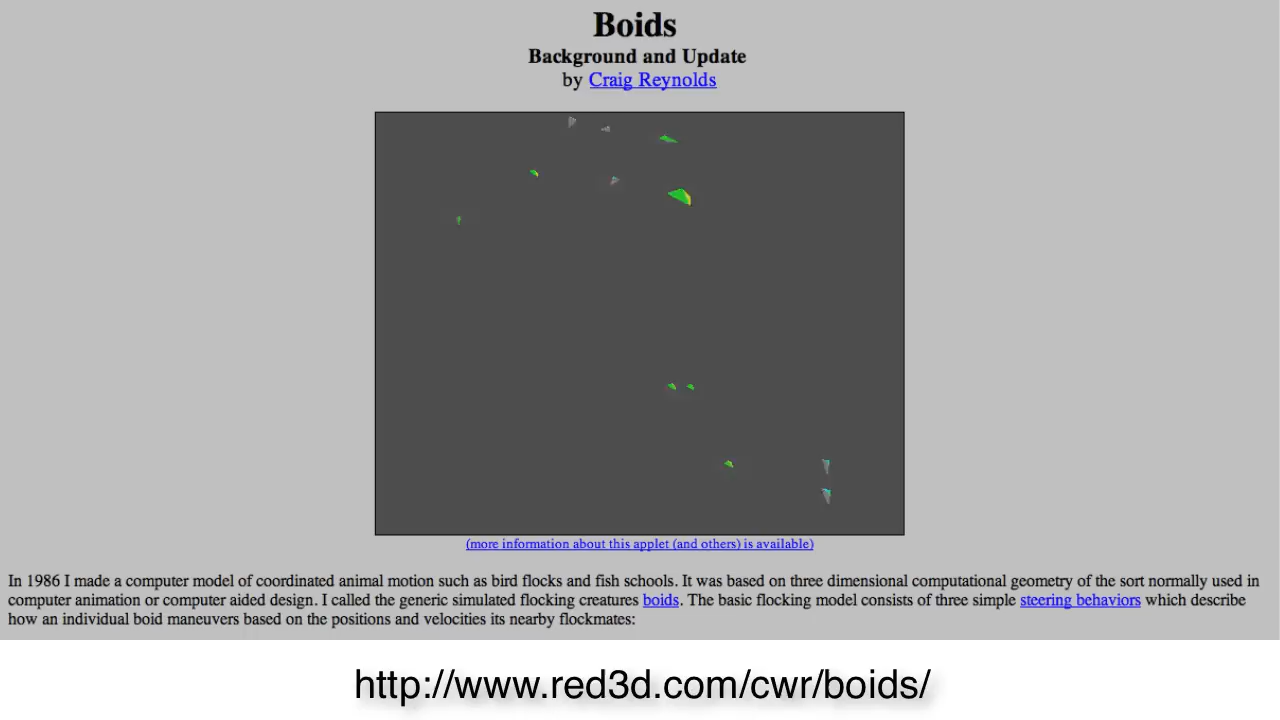 Boids
Background and Update
by Craig Reynolds
(more information about this applet (and others) is available)
In 1986 I made a computer model of coordinated animal motion such as bird flocks and fish schools. It was based on three dimensional computational geometry of the sort normally used in
computer animation or computer aided design. I called the generic simulated flocking creatures boids. The basic flocking model consists of three simple steering behaviors which describe
how an individual boid maneuvers based on the positions and velocities its nearby flockmates:
http://www.red3d.com/cwr/boids/